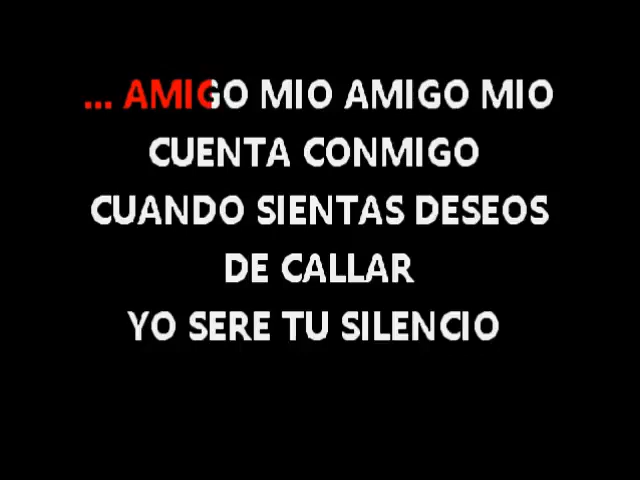 ... AMIGO MIO AMIGO MIO
CUENTA CONMIGO
CUANDO SIENTAS DESEOS
DE CALLAR
YO SERE TU SILENCIO